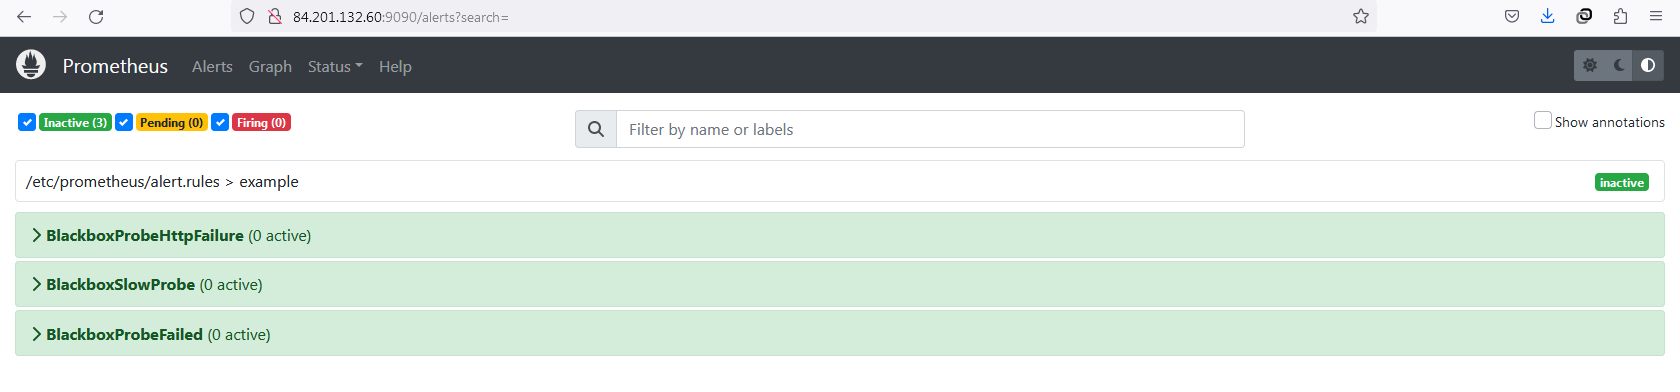 84.201.132.60:9090/alerts?search=
Prometheus Alerts Graph Status Help
Inactive (3) Pending (0) Firing (0) Filter by name or labels Show annotations
/etc/prometheus/alert.rules > example inactive
BlackboxProbeHttpFailure (0 active)
BlackboxSlowProbe (0 active)
BlackboxProbeFailed (0 active)